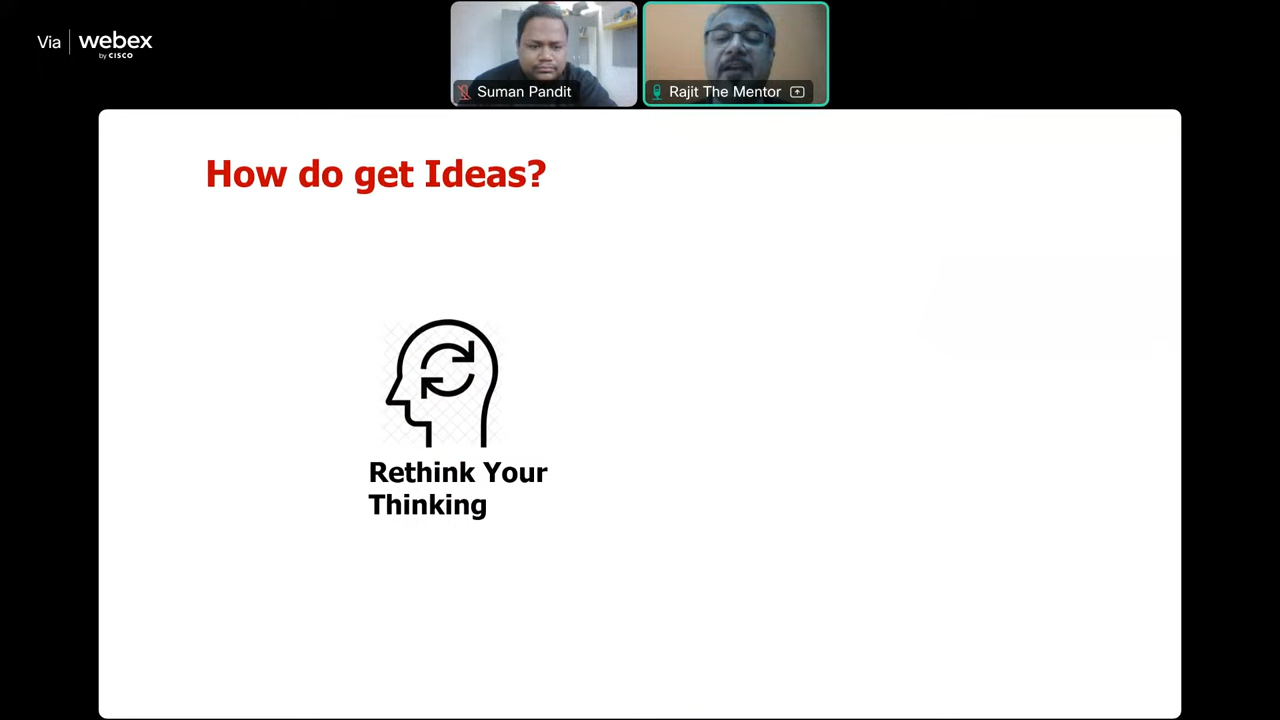 Via webex
by CISCO
Suman Pandit
Rajit The Mentor
How do get Ideas?
Rethink Your
Thinking